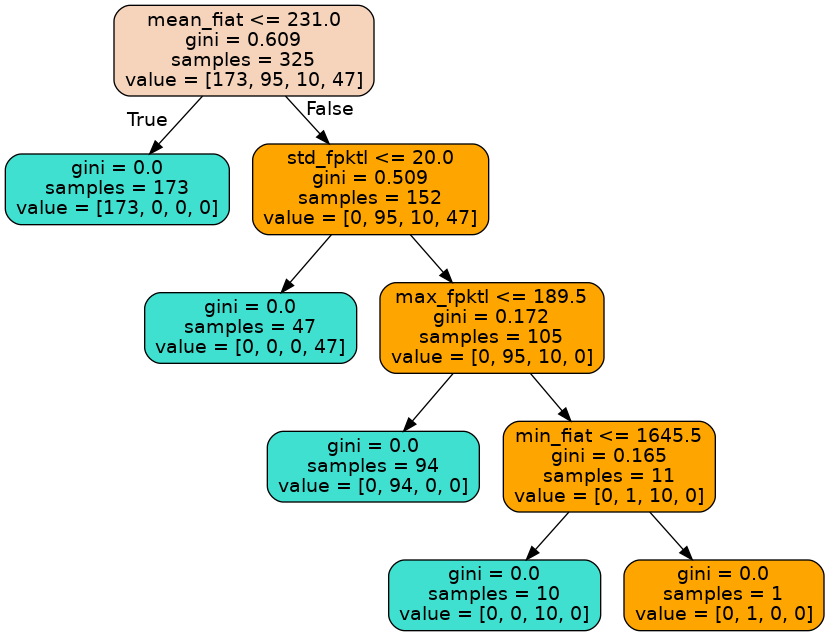 mean_fiat <= 231.0
gini = 0.609
samples = 325
value = [173, 95, 10, 47]
True
False
gini = 0.0
samples = 173
value = [173, 0, 0, 0]
std_fpktl <= 20.0
gini = 0.509
samples = 152
value = [0, 95, 10, 47]
gini = 0.0
samples = 47
value = [0, 0, 0, 47]
max_fpktl <= 189.5
gini = 0.172
samples = 105
value = [0, 95, 10, 0]
gini = 0.0
samples = 94
value = [0, 94, 0, 0]
min_fiat <= 1645.5
gini = 0.165
samples = 11
value = [0, 1, 10, 0]
gini = 0.0
samples = 10
value = [0, 0, 10, 0]
gini = 0.0
samples = 1
value = [0, 1, 0, 0]